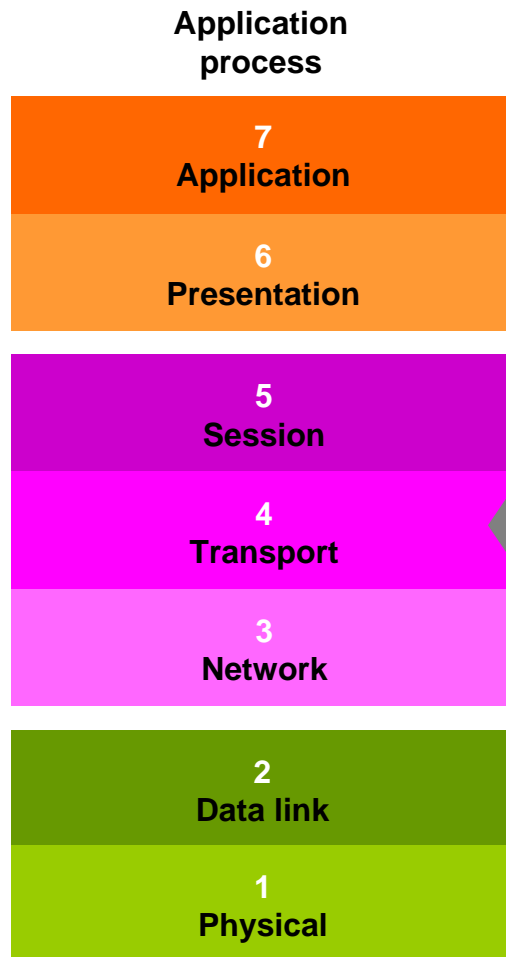 Application
process
7
Application
6
Presentation
5
Session
4
Transport
3
Network
2
Data link
1
Physical